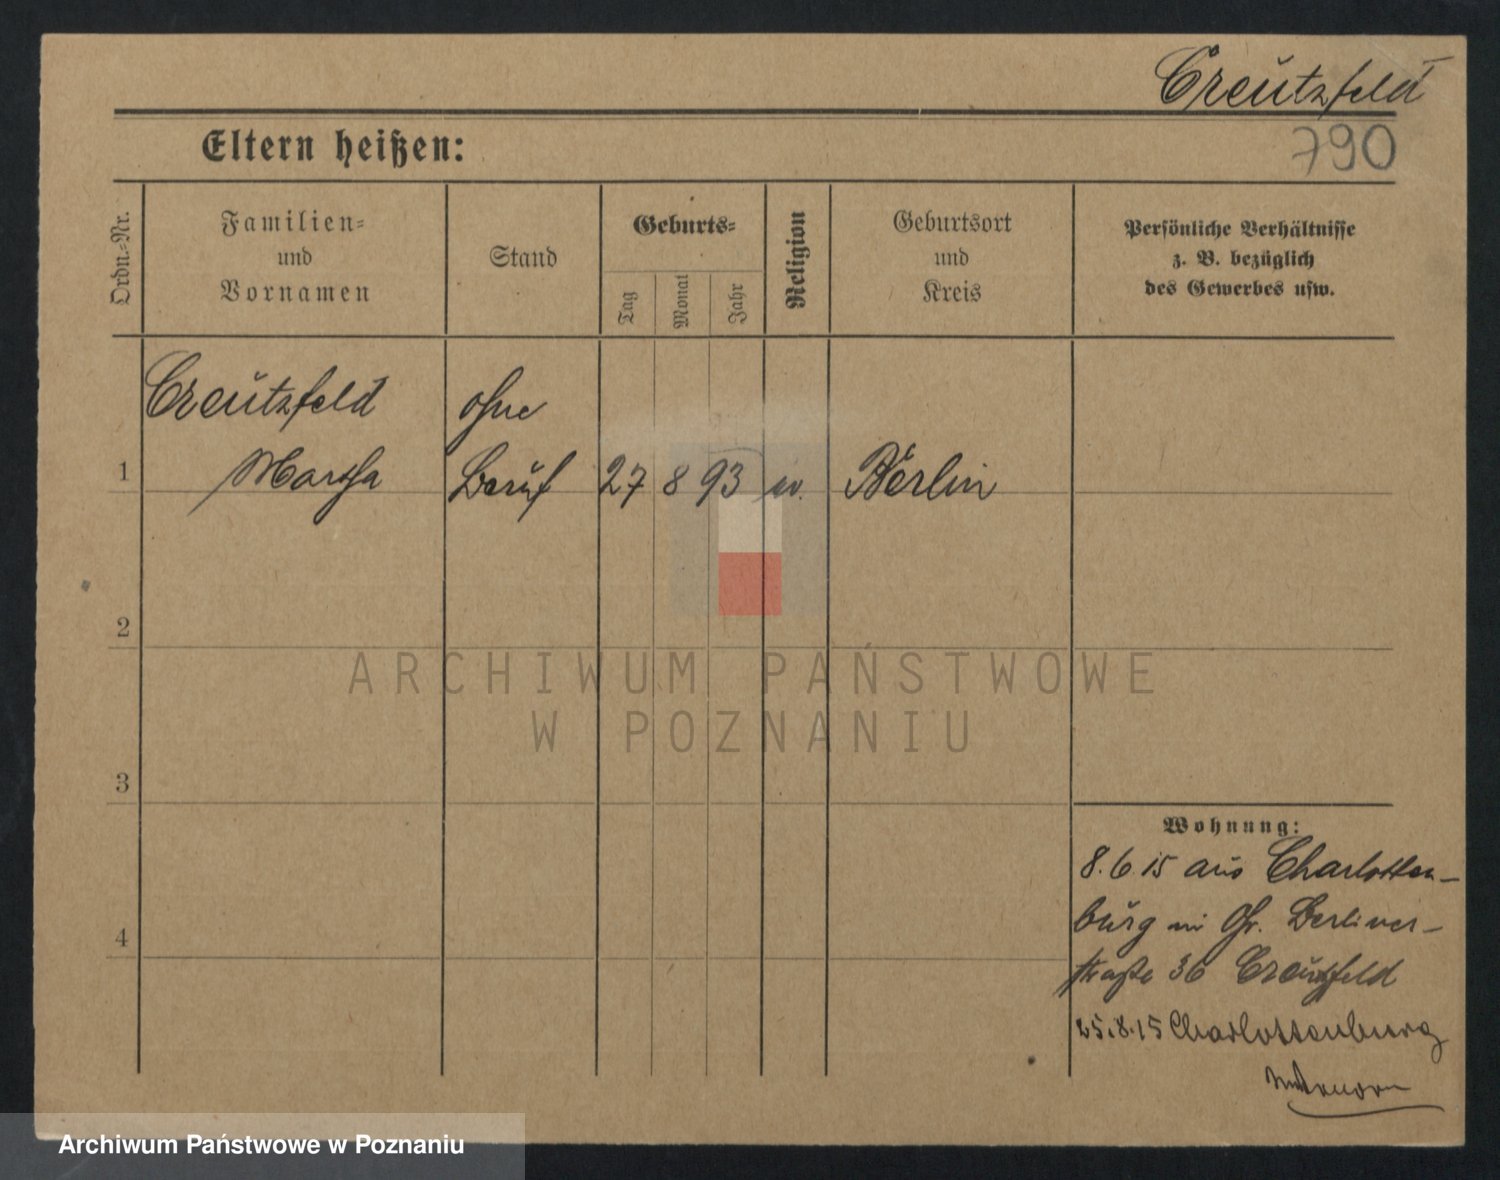 Creutzfeld
Eltern heißen:
790
Ordn.-Nr.
Familien-
und
Vornamen
Stand
Geburts-
Tag
Monat
Jahr
Religion
Geburtsort
und
Kreis
Persönliche Verhältnisse
z. B. bezüglich
des Gewerbes usw.
Creutzfeld ohne
1 Martha Beruf 27 8 93 ev. Berlin
2
ARCHIWUM PAŃSTWOWE
W POZNANIU
3
Wohnung:
8.6.15 aus Charlotten-
burg in Gr. Berliner-
straße 36 Creutzfeld
4
25.8.15 Charlottenburg
Archiwum Państwowe w Poznaniu